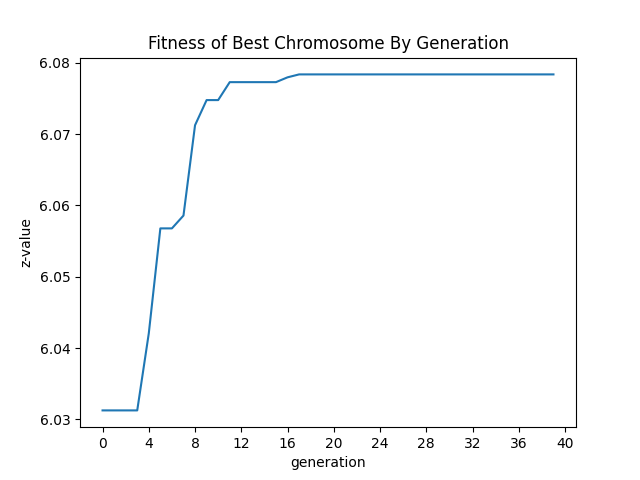 Fitness of Best Chromosome By Generation
6.08
6.07
6.06
6.05
6.04
6.03
z-value
0 4 8 12 16 20 24 28 32 36 40
generation